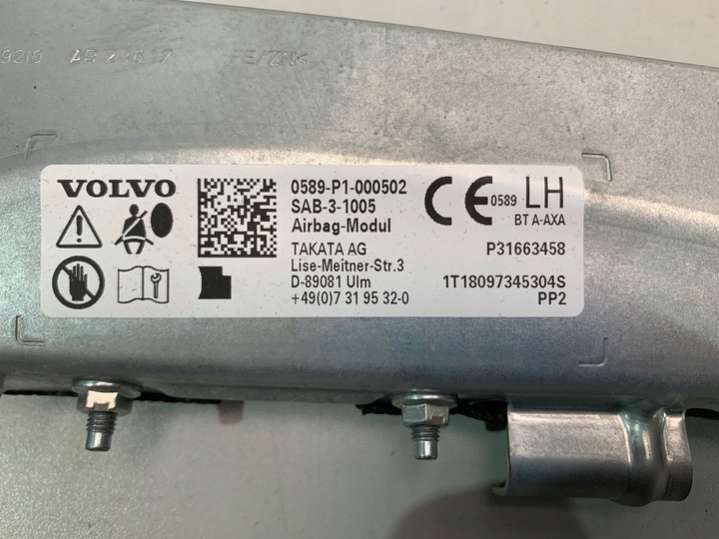 VOLVO
0589-P1-000502
SAB-3-1005
Airbag-Modul
TAKATA AG
Lise-Meitner-Str.3
D-89081 Ulm
+49(0)7 31 95 32-0
CE 0589 LH
BT A-AXA
P31663458
1T18097345304S
PP2